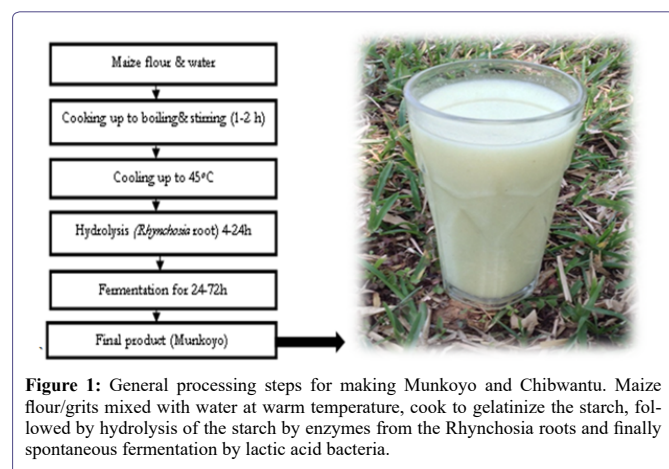 Maize flour & water
Cooking up to boiling& stirring (1-2 h)
Cooling up to 45°C
Hydrolysis (Rhynchosia root) 4-24h
Fermentation for 24-72h
Final product (Munkoyo)
Figure 1: General processing steps for making Munkoyo and Chibwantu. Maize
flour/grits mixed with water at warm temperature, cook to gelatinize the starch, fol-
lowed by hydrolysis of the starch by enzymes from the Rhynchosia roots and finally
spontaneous fermentation by lactic acid bacteria.